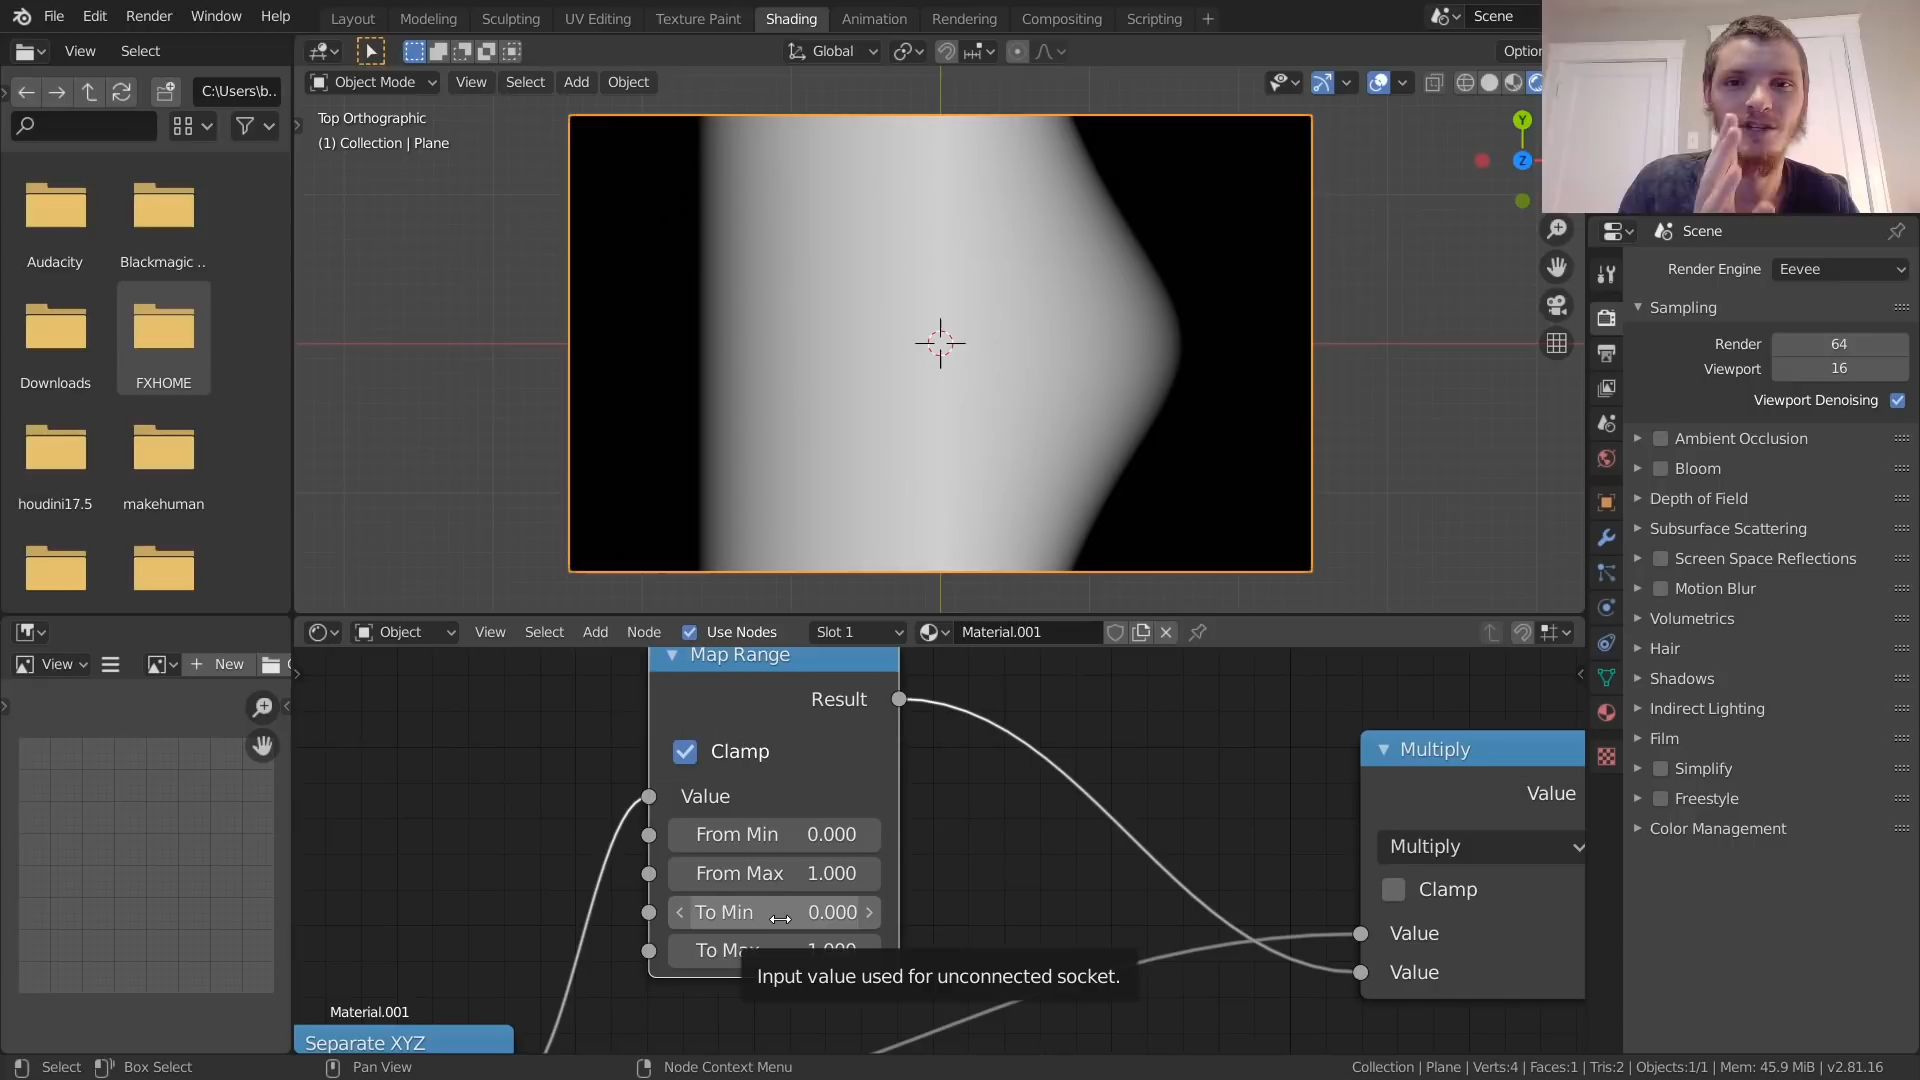 File Edit Render Window Help Layout Modeling Sculpting UV Editing Texture Paint Shading Animation Rendering Compositing Scripting + Scene
View Select Global Options
C:\Users\b.. Object Mode View Select Add Object
Top Orthographic
(1) Collection | Plane
Y
Z
Audacity Blackmagic ..
Downloads FXHOME
houdini17.5 makehuman
Scene
Render Engine Eevee
Sampling
Render 64
Viewport 16
Viewport Denoising
Ambient Occlusion
Bloom
Depth of Field
Subsurface Scattering
Screen Space Reflections
Motion Blur
Volumetrics
Hair
Shadows
Indirect Lighting
Film
Simplify
Freestyle
Color Management
Object View Select Add Node Use Nodes Slot 1 Material.001
View + New
Map Range
Result
Clamp
Value
From Min 0.000
From Max 1.000
To Min 0.000
To Max 1.000
Input value used for unconnected socket.
Multiply
Value
Multiply
Clamp
Value
Value
Material.001
Separate XYZ
Select Box Select Pan View Node Context Menu Collection | Plane | Verts:4 | Faces:1 | Tris:2 | Objects:1/1 | Mem: 45.9 MiB | v2.81.16